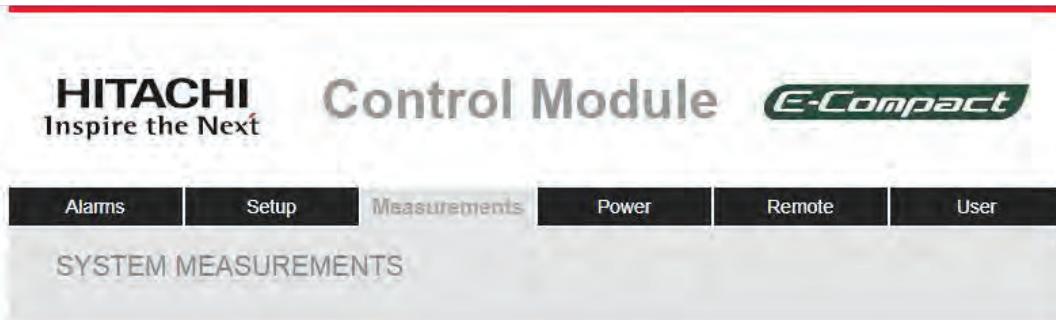 HITACHI
Inspire the Next
Control Module
E-Compact
Alarms Setup Measurements Power Remote User
SYSTEM MEASUREMENTS